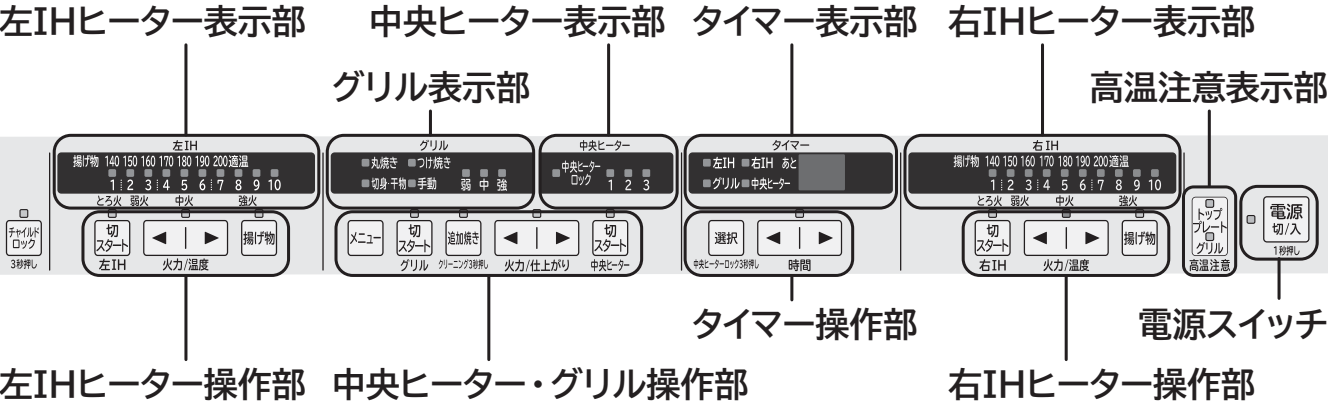 左IHヒーター表示部 中央ヒーター表示部 タイマー表示部 右IHヒーター表示部
グリル表示部 高温注意表示部
左IH
揚げ物 140 150 160 170 180 190 200適温
1 2 3 4 5 6 7 8 9 10
とろ火 弱火 中火 強火
グリル
丸焼き つけ焼き
切身・干物 手動 弱 中 強
中央ヒーター
中央ヒーター
ロック 1 2 3
タイマー
左IH 右IH あと
グリル 中央ヒーター
右IH
揚げ物 140 150 160 170 180 190 200適温
1 2 3 4 5 6 7 8 9 10
とろ火 弱火 中火 強火
チャイルド
ロック
3秒押し
切
スタート
左IH
◀ ▶
火力/温度
揚げ物
メニュー
切
スタート
グリル
追加焼き
クリーニング3秒押し
◀ ▶
火力/仕上がり
切
スタート
中央ヒーター
選択
中央ヒーターロック3秒押し
◀ ▶
時間
切
スタート
右IH
◀ ▶
火力/温度
揚げ物
トップ
プレート
グリル
高温注意
電源
切/入
1秒押し
タイマー操作部 電源スイッチ
左IHヒーター操作部 中央ヒーター・グリル操作部 右IHヒーター操作部